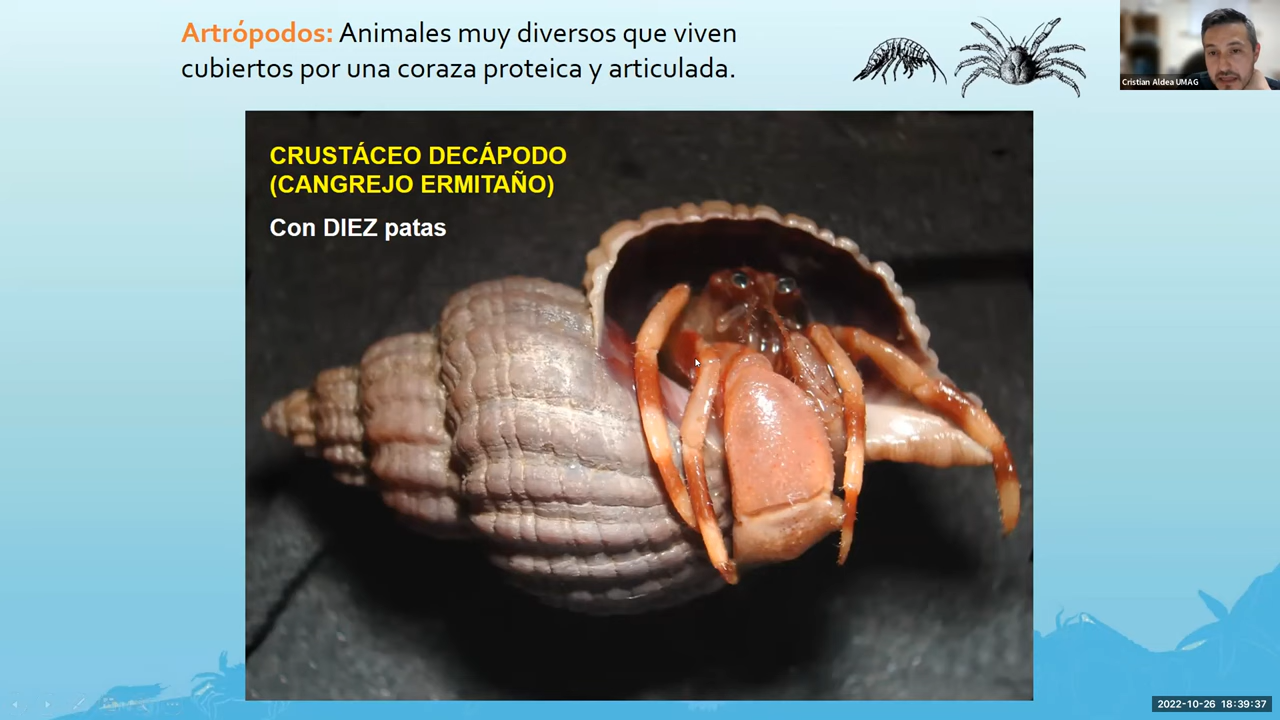 Artrópodos: Animales muy diversos que viven
cubiertos por una coraza proteica y articulada.
Cristian Aldea UMAG
CRUSTÁCEO DECÁPODO
(CANGREJO ERMITAÑO)
Con DIEZ patas
2022-10-26 18:39:37